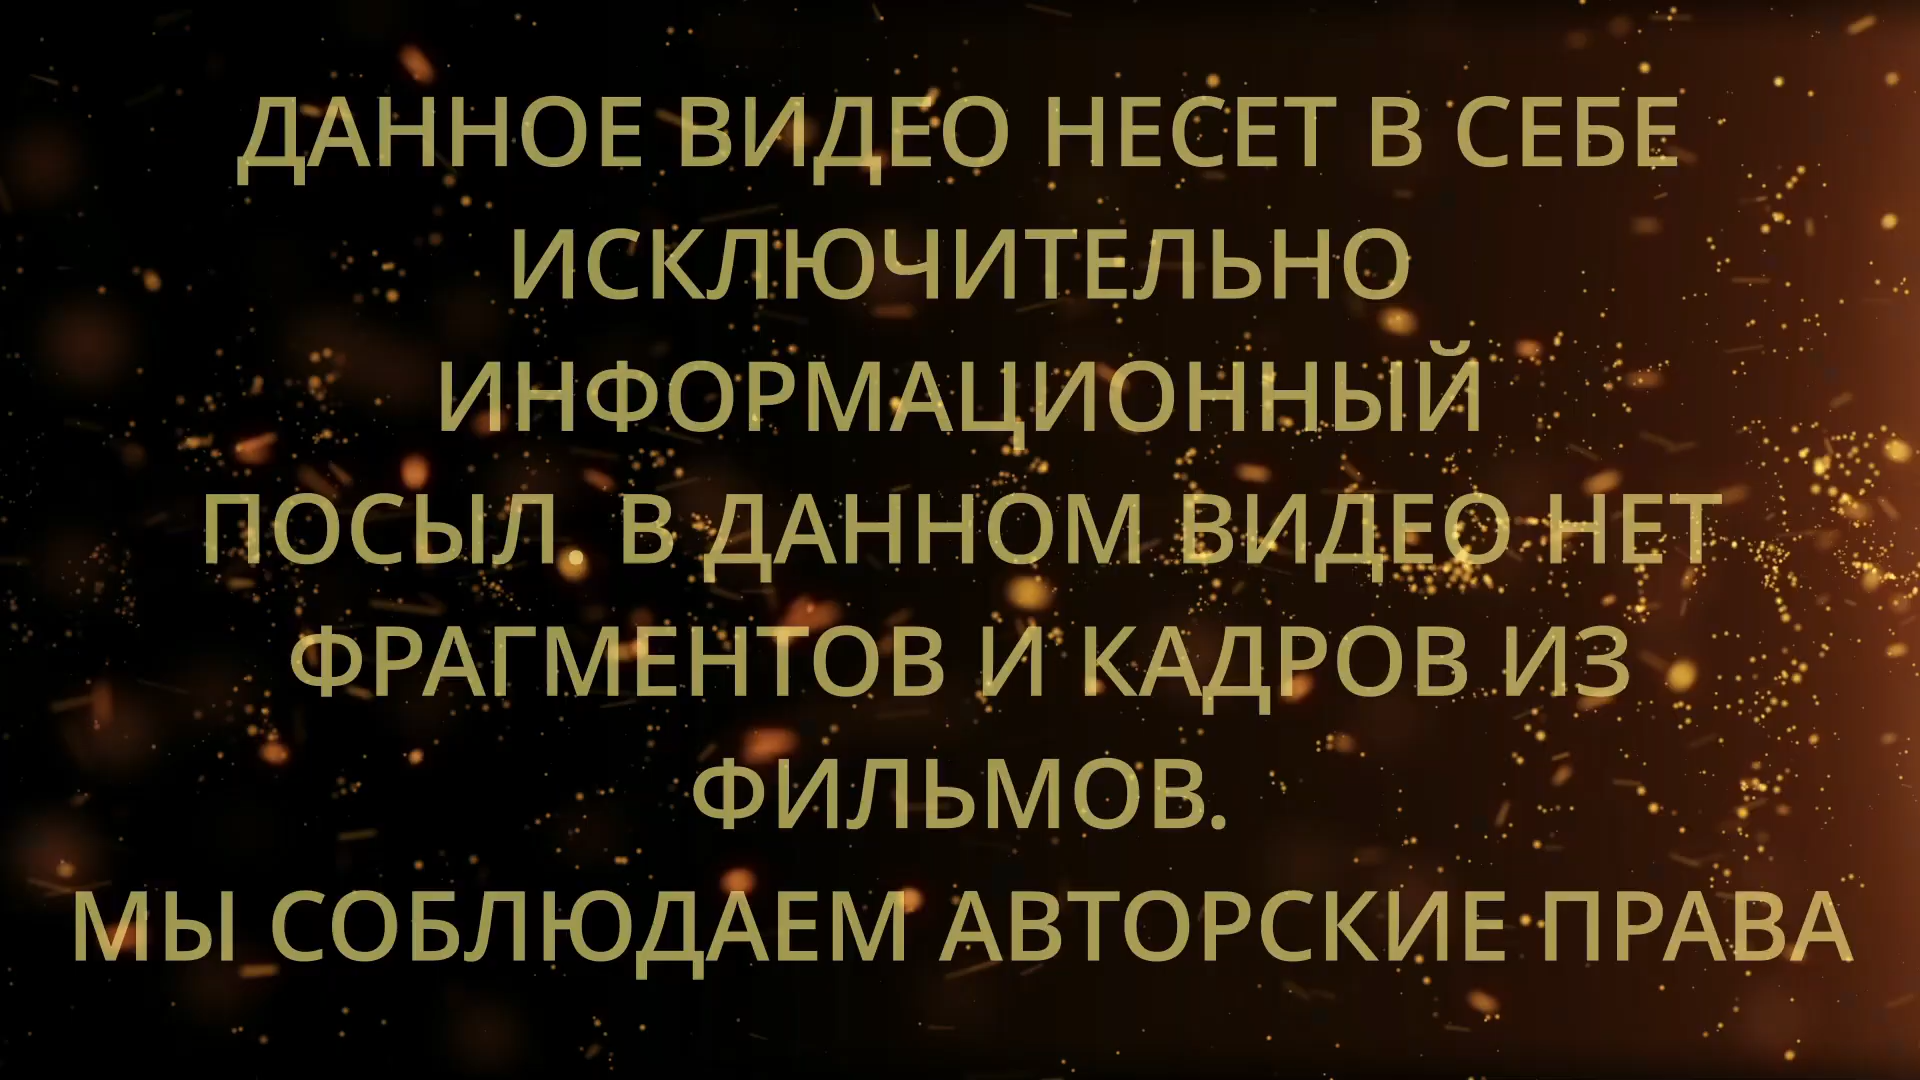 ДАННОЕ ВИДЕО НЕСЕТ В СЕБЕ
ИСКЛЮЧИТЕЛЬНО
ИНФОРМАЦИОННЫЙ
ПОСЫЛ. В ДАННОМ ВИДЕО НЕТ
ФРАГМЕНТОВ И КАДРОВ ИЗ
ФИЛЬМОВ.
МЫ СОБЛЮДАЕМ АВТОРСКИЕ ПРАВА